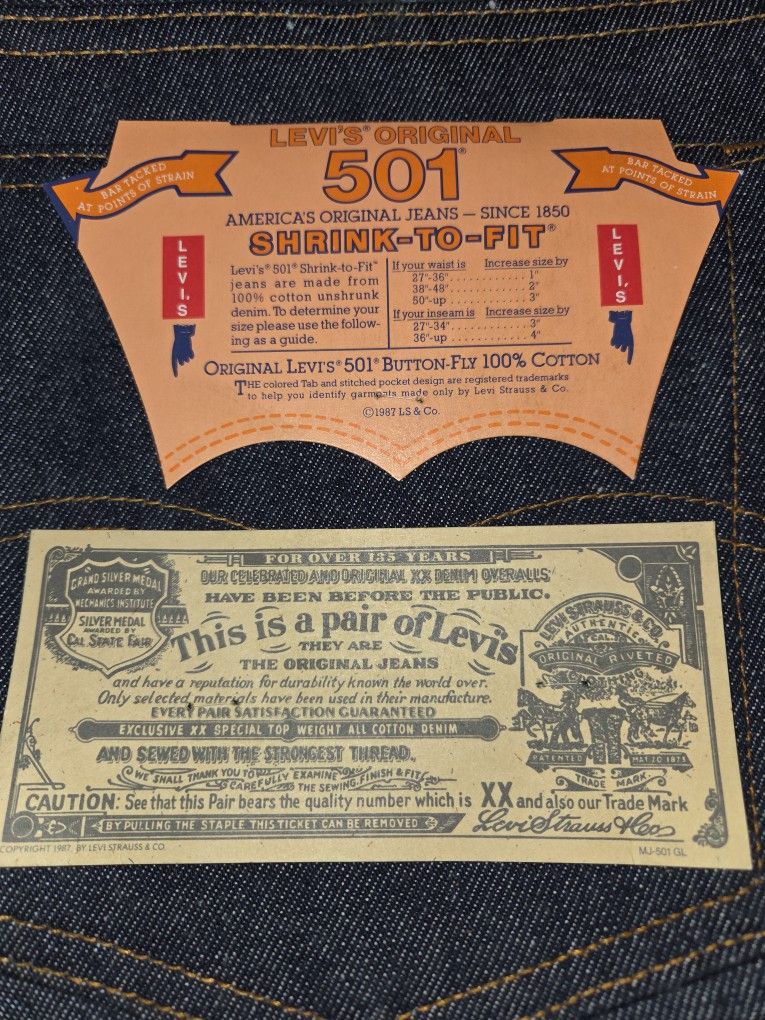 LEVI'S® ORIGINAL
501®
BAR TACKED
AT POINTS OF STRAIN
BAR TACKED
AT POINTS OF STRAIN
AMERICA'S ORIGINAL JEANS — SINCE 1850
SHRINK-TO-FIT®
LEVI'S
LEVI'S
Levi's® 501® Shrink-to-Fit™
jeans are made from
100% cotton unshrunk
denim. To determine your
size please use the follow-
ing as a guide.
If your waist is Increase size by
27"-36" . . . . . . . . . . . 1"
38"-48" . . . . . . . . . . . 2"
50"-up . . . . . . . . . . . . 3"
If your inseam is Increase size by
27"-34" . . . . . . . . . . . 3"
36"-up . . . . . . . . . . . . 4"
ORIGINAL LEVI'S® 501® BUTTON-FLY 100% COTTON
THE colored Tab and stitched pocket design are registered trademarks
to help you identify garments made only by Levi Strauss & Co.
©1987 LS & Co.
FOR OVER 135 YEARS
OUR CELEBRATED AND ORIGINAL XX DENIM OVERALLS
HAVE BEEN BEFORE THE PUBLIC.
GRAND SILVER MEDAL
AWARDED BY
MECHANICS INSTITUTE
SILVER MEDAL
AWARDED BY
CAL STATE FAIR
This is a pair of Levi's
THEY ARE
THE ORIGINAL JEANS
and have a reputation for durability known the world over.
Only selected materials have been used in their manufacture.
EVERY PAIR SATISFACTION GUARANTEED
EXCLUSIVE XX SPECIAL TOP WEIGHT ALL COTTON DENIM
AND SEWED WITH THE STRONGEST THREAD.
WE SHALL THANK YOU TO
CAREFULLY EXAMINE
THE SEWING, FINISH & FIT
LEVI STRAUSS & CO.
AUTHENTIC
CAL.
ORIGINAL RIVETED
PATENTED MAY 20 1873
TRADE MARK.
CAUTION: See that this Pair bears the quality number which is XX and also our Trade Mark
BY PULLING THE STAPLE THIS TICKET CAN BE REMOVED
Levi Strauss & Co
COPYRIGHT 1987 BY LEVI STRAUSS & CO.
MJ-501 GL